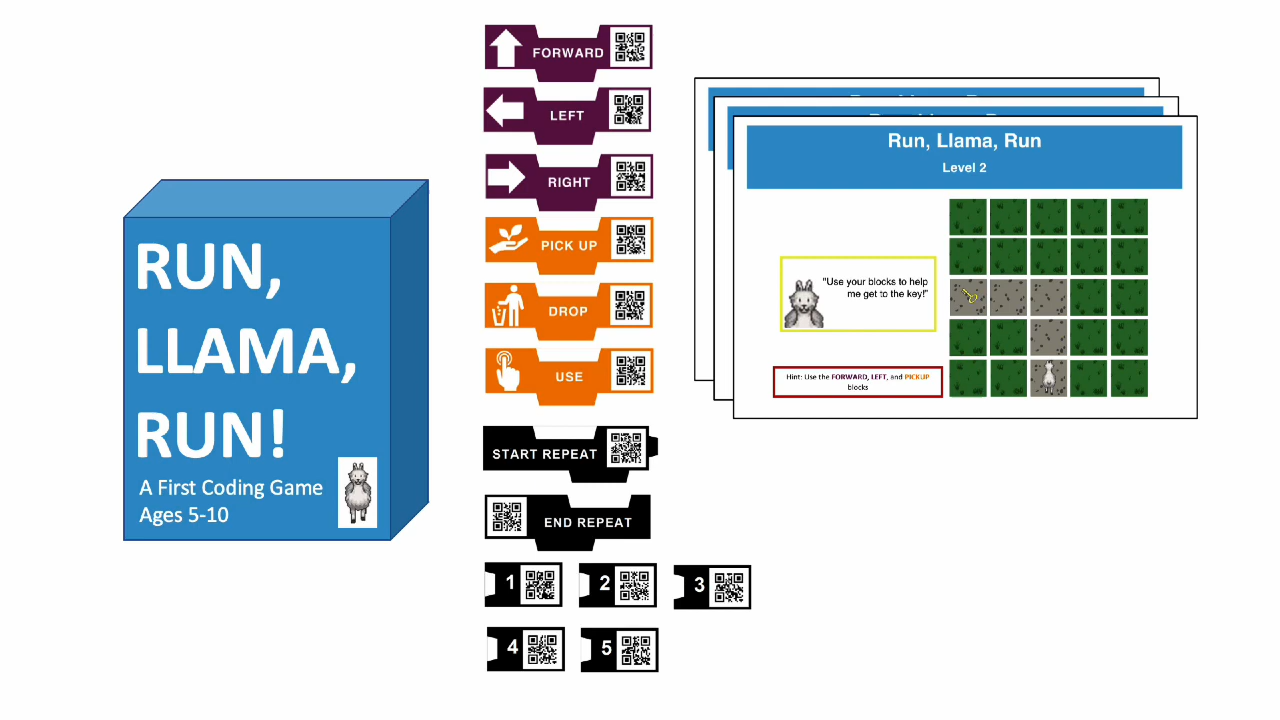 RUN,
LLAMA,
RUN!
A First Coding Game
Ages 5-10
FORWARD
LEFT
RIGHT
PICK UP
DROP
USE
START REPEAT
END REPEAT
1
2
3
4
5
Run, Llama, Run
Level 2
"Use your blocks to help
me get to the key!"
Hint: Use the FORWARD, LEFT, and PICKUP
blocks